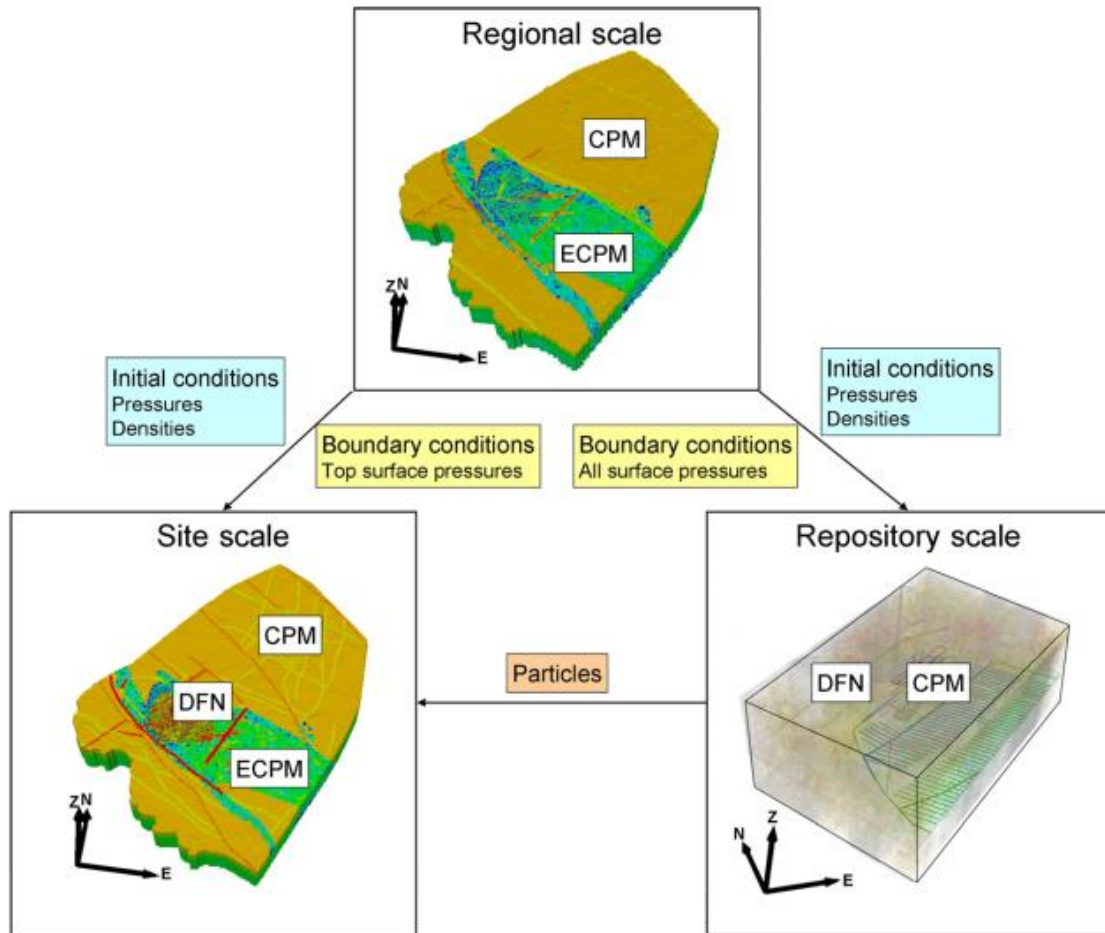 Regional scale
CPM
ECPM
Z N
E
Initial conditions
Pressures
Densities
Initial conditions
Pressures
Densities
Boundary conditions
Top surface pressures
Boundary conditions
All surface pressures
Site scale
CPM
DFN
ECPM
Z N
E
Particles
Repository scale
DFN
CPM
N
Z
E